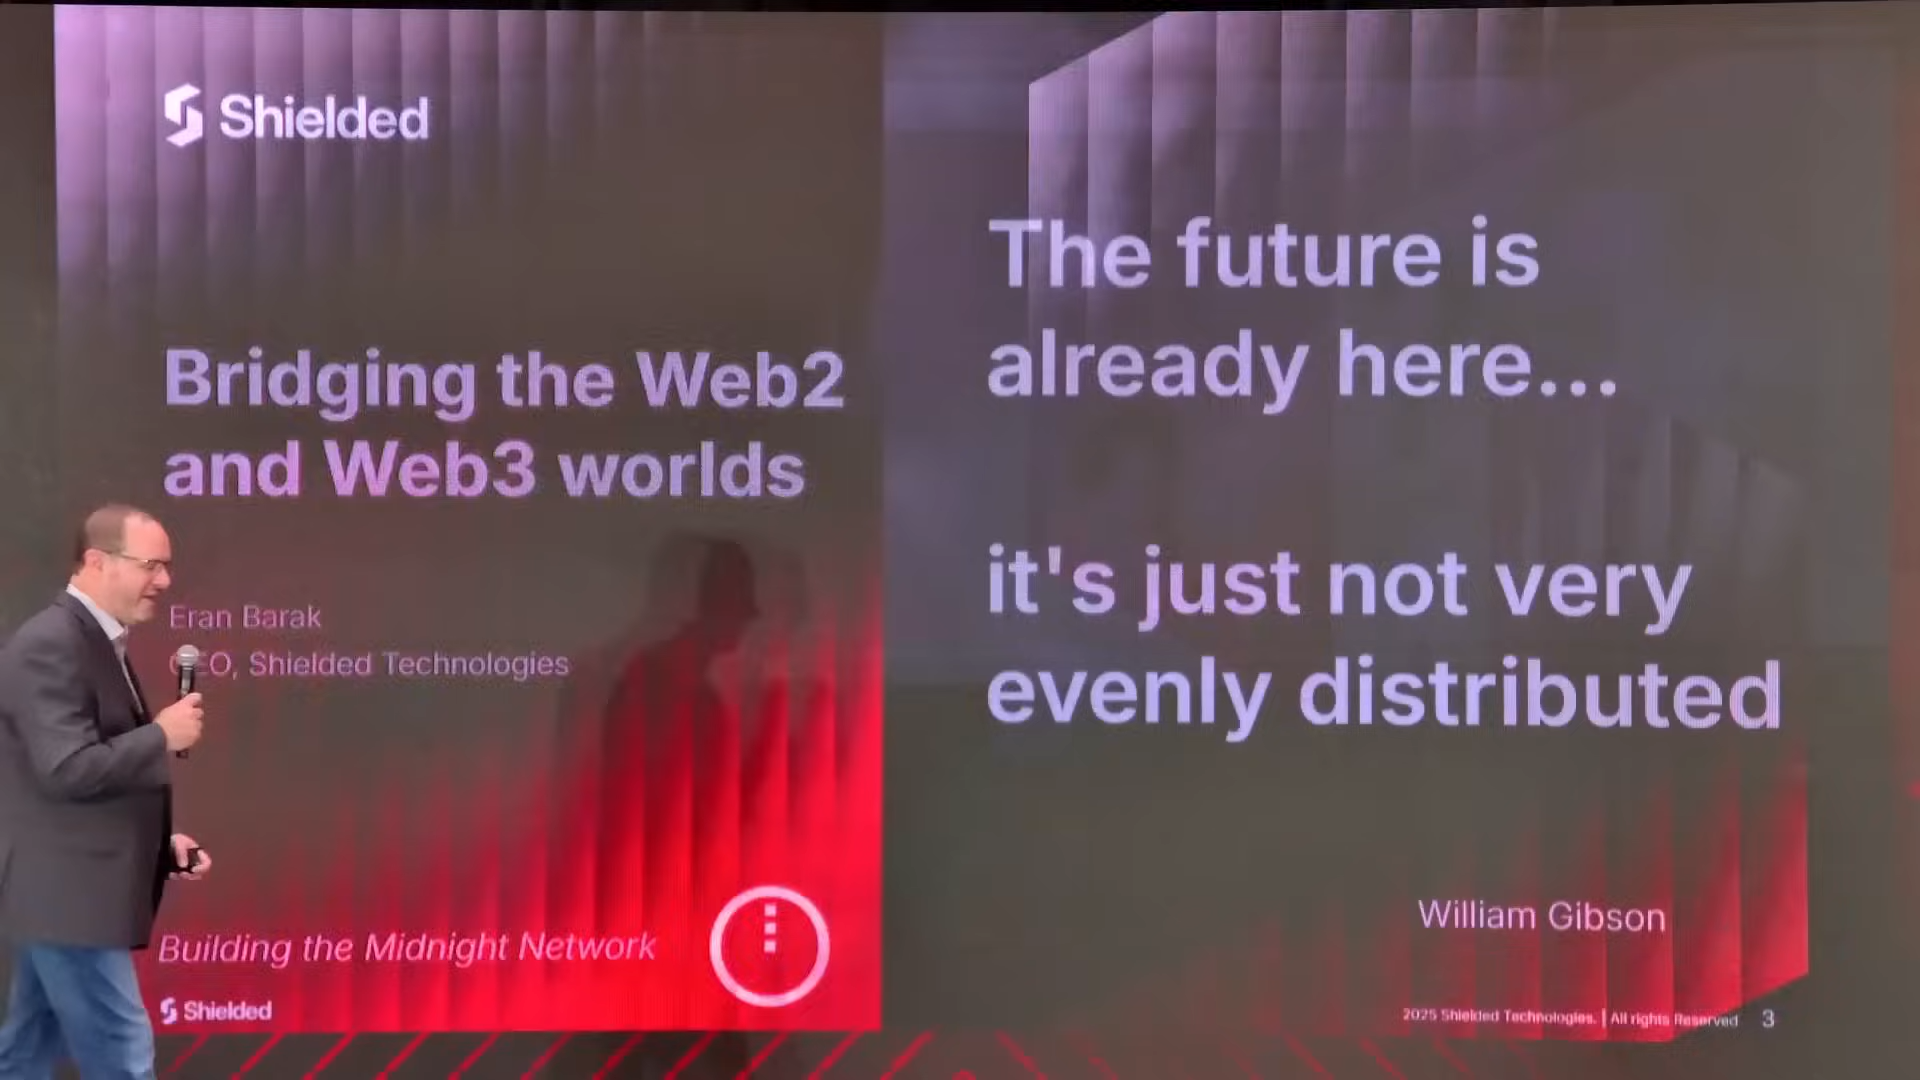 Shielded
Bridging the Web2
and Web3 worlds
Eran Barak
CEO, Shielded Technologies
Building the Midnight Network
Shielded
The future is
already here...
it's just not very
evenly distributed
William Gibson
2025 Shielded Technologies. | All rights Reserved 3